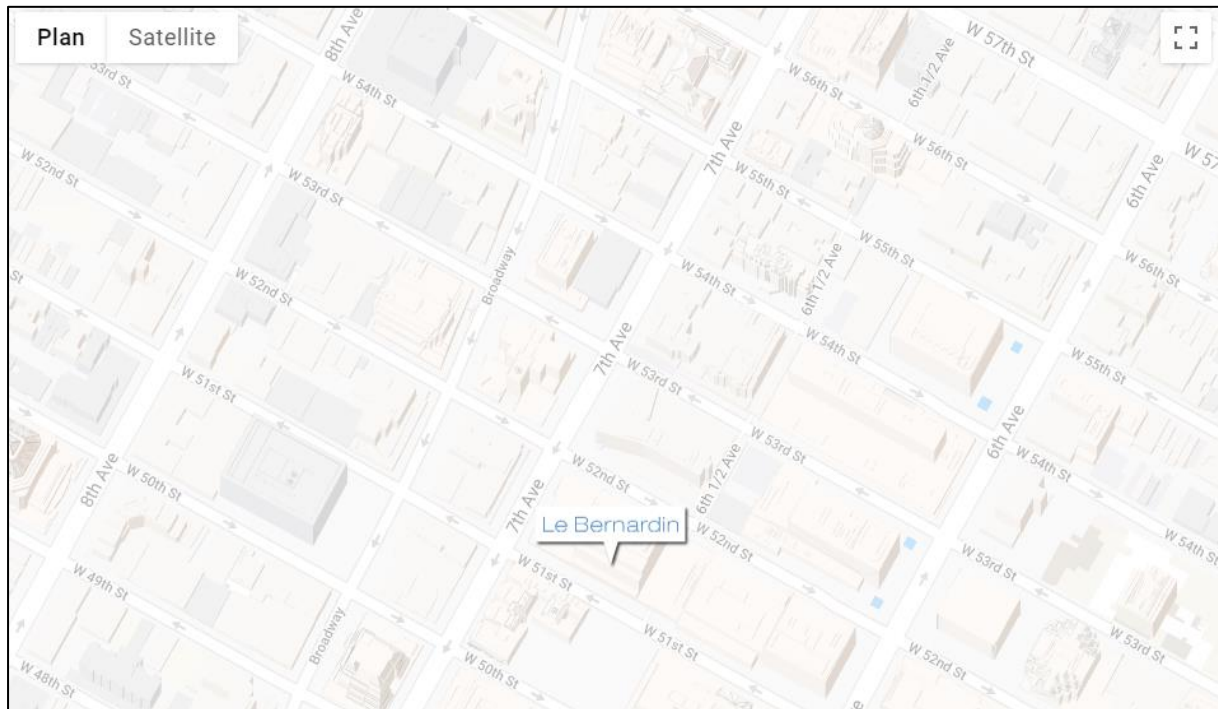 Plan
Satellite
8th Ave
W 57th St
53rd St
W 54th St
W 56th St
6th 1/2 Ave
W 57
7th Ave
W 56th St
W 52nd St
W 53rd St
W 55th St
6th Ave
Broadway
W 54th St
6th 1/2 Ave
W 55th St
W 56th St
St
W 52nd St
7th Ave
W 54th St
W 51st St
W 53rd St
W 55th St
6th Ave
W 53rd St
W 54th St
8th Ave
W 50th St
W 52nd St
6th 1/2 Ave
7th Ave
Le Bernardin
W 52nd St
W 54th St
W 49th St
W 51st St
W 53rd St
Broadway
W 51st St
W 53rd St
W 48th St
W 50th St
W 52nd St
Ave